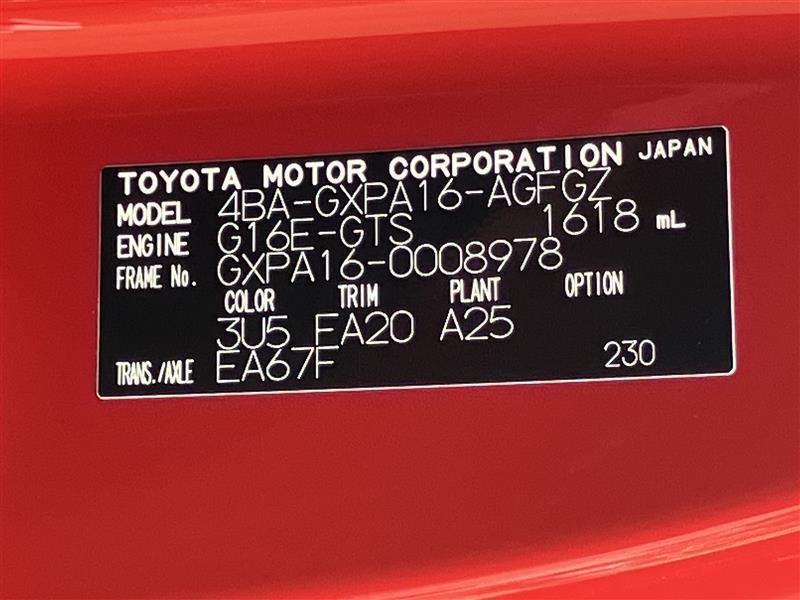 TOYOTA MOTOR CORPORATION JAPAN
MODEL 4BA-GXPA16-AGFGZ
ENGINE G16E-GTS 1618 mL
FRAME No. GXPA16-0008978
COLOR TRIM PLANT OPTION
3U5 EA20 A25
TRANS./AXLE EA67F 230